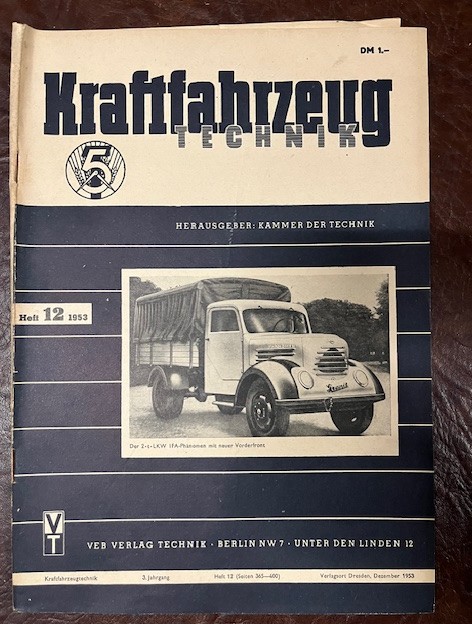 DM 1.–
Kraftfahrzeug
TECHNIK
5
HERAUSGEBER: KAMMER DER TECHNIK
Heft 12 1953
Der 2-t-LKW IFA-Phänomen mit neuer Vorderfront
VT
VEB VERLAG TECHNIK · BERLIN NW 7 · UNTER DEN LINDEN 12
Kraftfahrzeugtechnik 3. Jahrgang Heft 12 (Seiten 365—400) Verlagsort Dresden, Dezember 1953